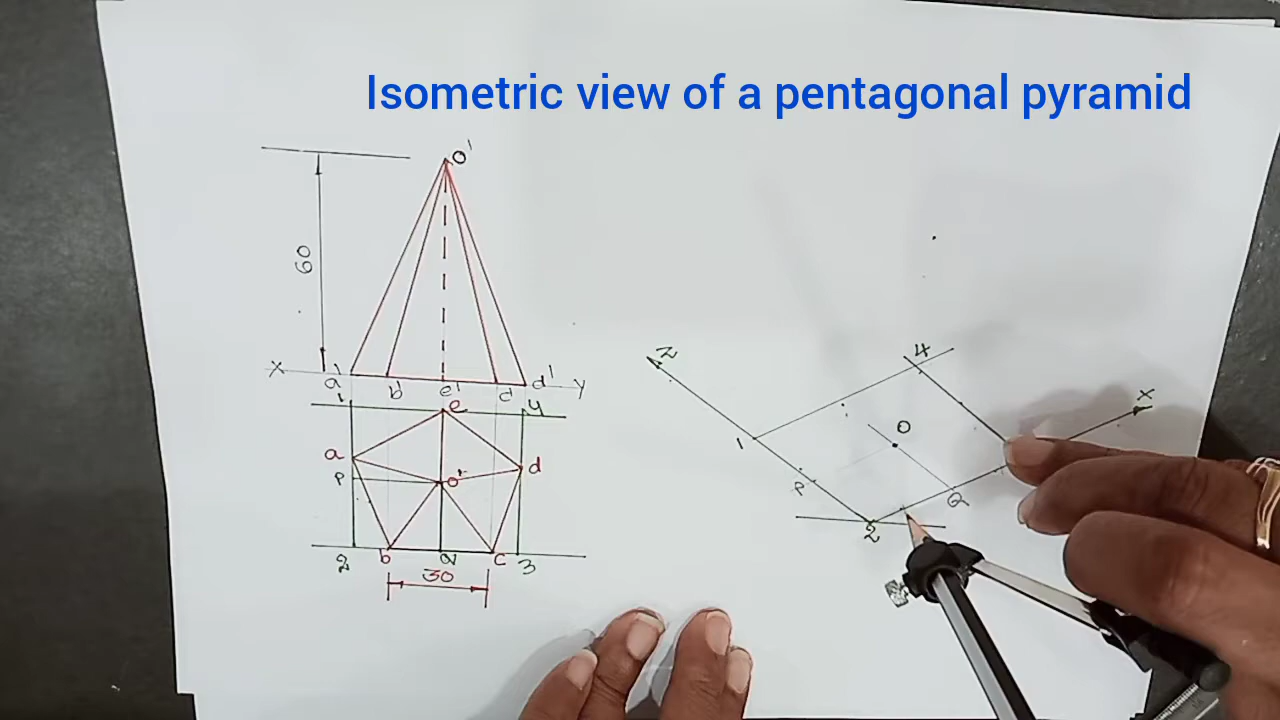 Isometric view of a pentagonal pyramid
O'
60
X
a'
b'
e'
c'
d'
y
1
e
4
a
P
O'
d
2
b
Q
c
3
30
Z
4
X
1
O
P
Q
2